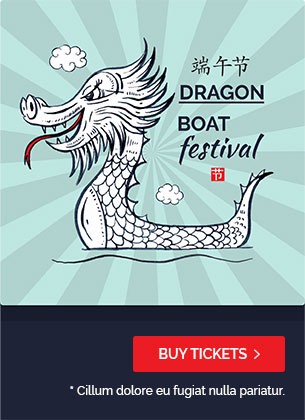 端午节
DRAGON
BOAT
festival
节
BUY TICKETS >
* Cillum dolore eu fugiat nulla pariatur.